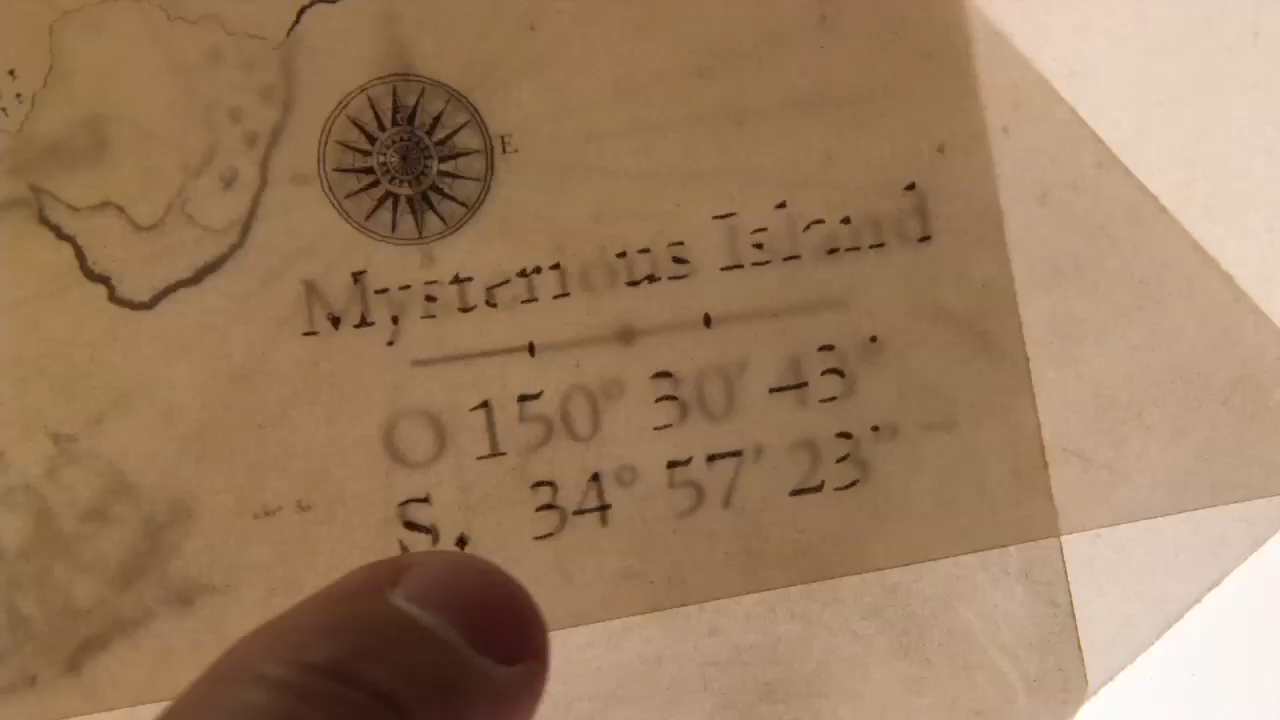 E
Mysterious Island
O 150° 30' 43"
S. 34° 57' 23"